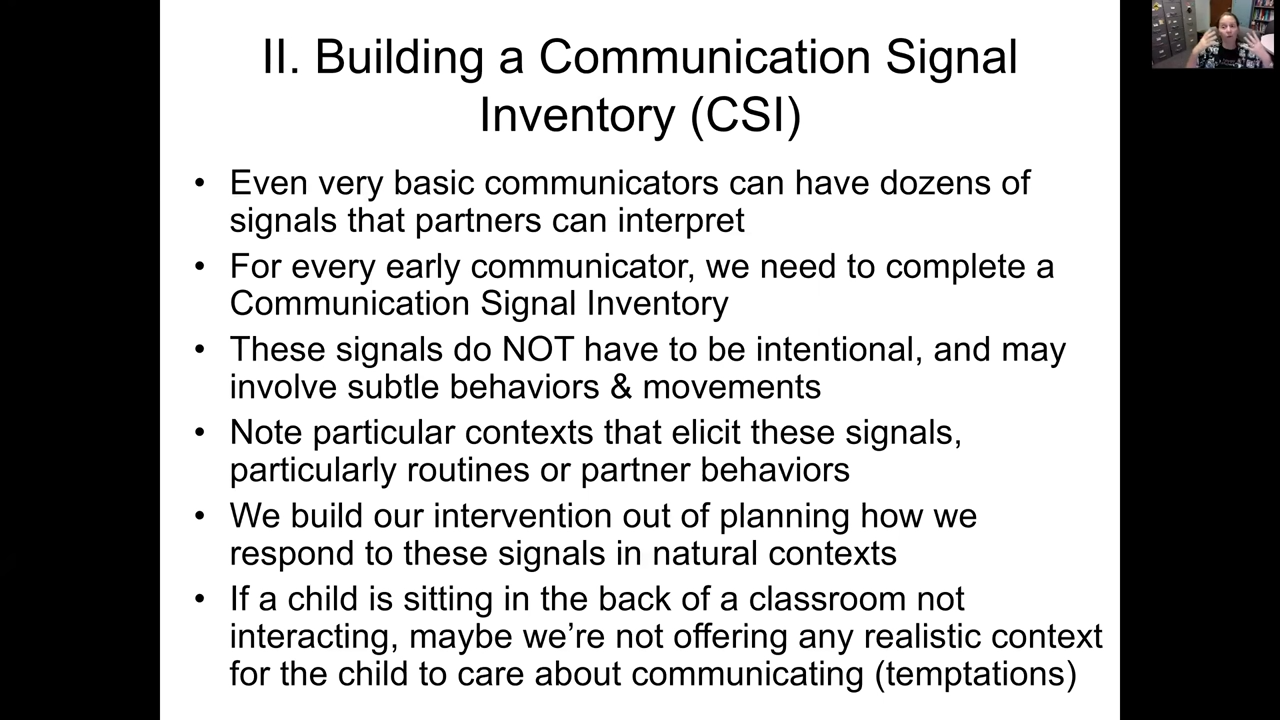 II. Building a Communication Signal
Inventory (CSI)
• Even very basic communicators can have dozens of
signals that partners can interpret
• For every early communicator, we need to complete a
Communication Signal Inventory
• These signals do NOT have to be intentional, and may
involve subtle behaviors & movements
• Note particular contexts that elicit these signals,
particularly routines or partner behaviors
• We build our intervention out of planning how we
respond to these signals in natural contexts
• If a child is sitting in the back of a classroom not
interacting, maybe we’re not offering any realistic context
for the child to care about communicating (temptations)